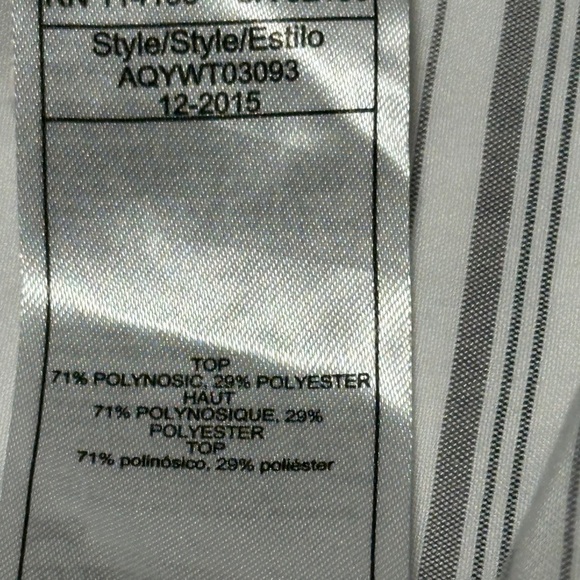 Style/Style/Estilo
AQYWT03093
12-2015
TOP
71% POLYNOSIC, 29% POLYESTER
HAUT
71% POLYNOSIQUE, 29%
POLYESTER
TOP
71% polinósico, 29% poliéster